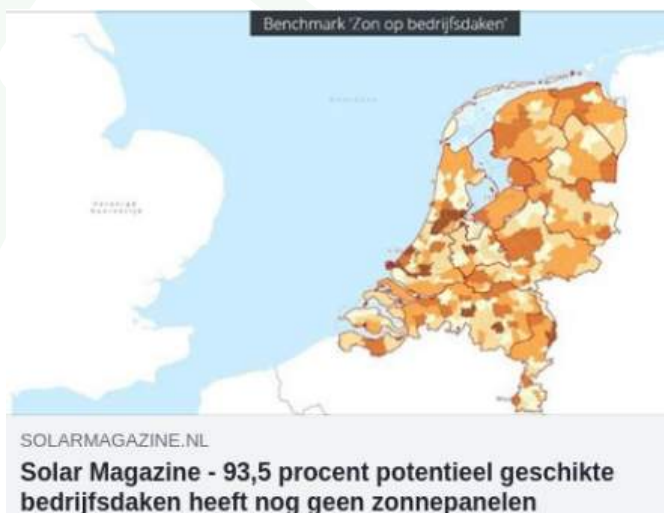 Benchmark 'Zon op bedrijfsdaken'
SOLARMAGAZINE.NL
Solar Magazine - 93,5 procent potentieel geschikte
bedrijfsdaken heeft nog geen zonnepanelen